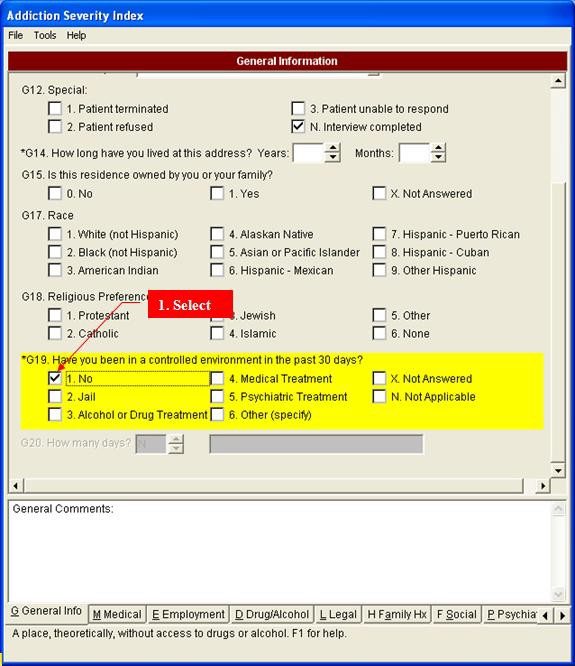 Addiction Severity Index
File Tools Help
General Information
G12. Special:
1. Patient terminated 3. Patient unable to respond
2. Patient refused N. Interview completed
*G14. How long have you lived at this address? Years: Months:
G15. Is this residence owned by you or your family?
0. No 1. Yes X. Not Answered
G17. Race
1. White (not Hispanic) 4. Alaskan Native 7. Hispanic - Puerto Rican
2. Black (not Hispanic) 5. Asian or Pacific Islander 8. Hispanic - Cuban
3. American Indian 6. Hispanic - Mexican 9. Other Hispanic
G18. Religious Preference
1. Select
1. Protestant 3. Jewish 5. Other
2. Catholic 4. Islamic 6. None
*G19. Have you been in a controlled environment in the past 30 days?
1. No 4. Medical Treatment X. Not Answered
2. Jail 5. Psychiatric Treatment N. Not Applicable
3. Alcohol or Drug Treatment 6. Other (specify)
G20. How many days? N
General Comments:
G General Info M Medical E Employment D Drug/Alcohol L Legal H Family Hx F Social P Psychia
A place, theoretically, without access to drugs or alcohol. F1 for help.